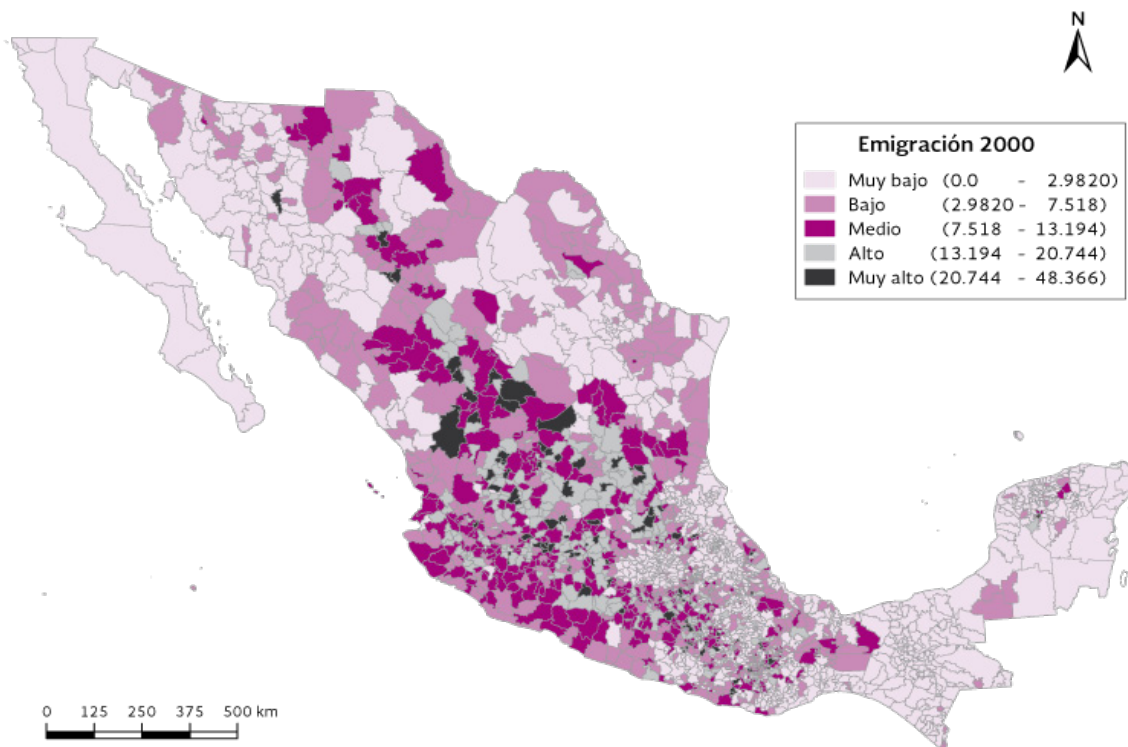 N
Emigración 2000
Muy bajo (0.0 - 2.9820)
Bajo (2.9820 - 7.518)
Medio (7.518 - 13.194)
Alto (13.194 - 20.744)
Muy alto (20.744 - 48.366)
0 125 250 375 500 km